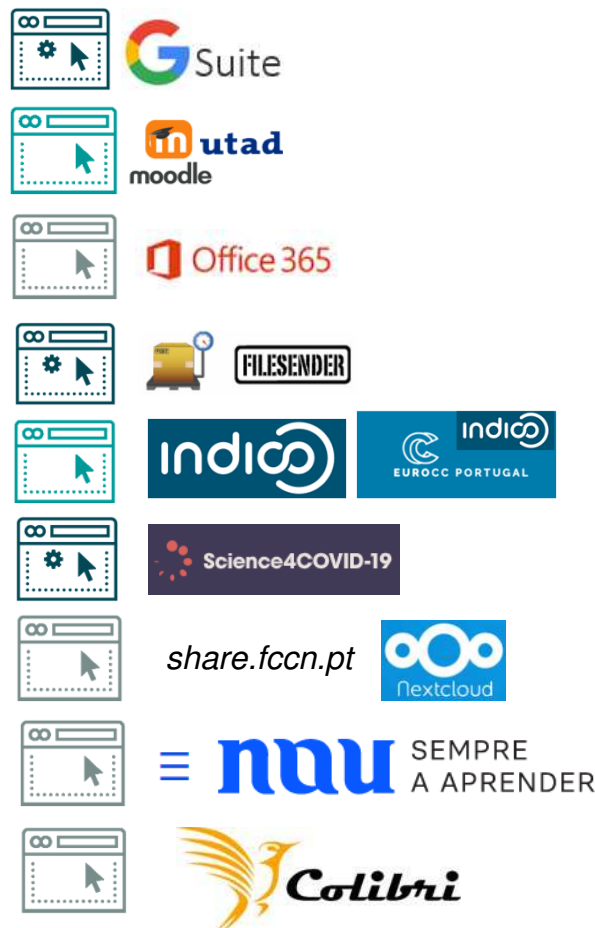 G Suite
m utad
moodle
Office 365
FILESENDER
indico
indico
EUROCC PORTUGAL
Science4COVID-19
share.fccn.pt
Nextcloud
nau SEMPRE
A APRENDER
Colibri